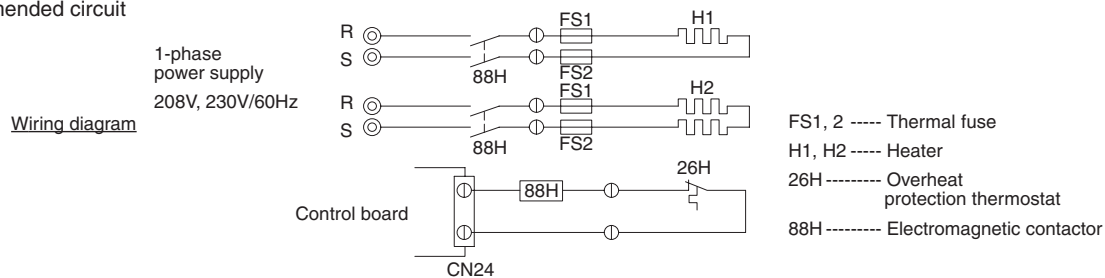 1-phase
power supply
208V, 230V/60Hz
Wiring diagram
R
S
88H
FS1
FS2
H1
R
S
88H
FS1
FS2
H2
Control board
CN24
88H
26H
FS1, 2 ----- Thermal fuse
H1, H2 ----- Heater
26H --------- Overheat
protection thermostat
88H --------- Electromagnetic contactor
circuit